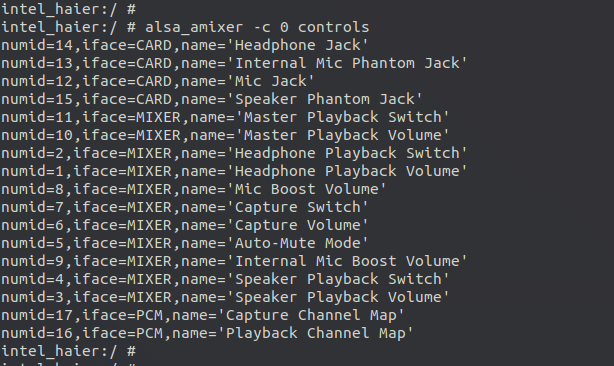 intel_haier:/ #
intel_haier:/ # alsa_amixer -c 0 controls
numid=14,iface=CARD,name='Headphone Jack'
numid=13,iface=CARD,name='Internal Mic Phantom Jack'
numid=12,iface=CARD,name='Mic Jack'
numid=15,iface=CARD,name='Speaker Phantom Jack'
numid=11,iface=MIXER,name='Master Playback Switch'
numid=10,iface=MIXER,name='Master Playback Volume'
numid=2,iface=MIXER,name='Headphone Playback Switch'
numid=1,iface=MIXER,name='Headphone Playback Volume'
numid=8,iface=MIXER,name='Mic Boost Volume'
numid=7,iface=MIXER,name='Capture Switch'
numid=6,iface=MIXER,name='Capture Volume'
numid=5,iface=MIXER,name='Auto-Mute Mode'
numid=9,iface=MIXER,name='Internal Mic Boost Volume'
numid=4,iface=MIXER,name='Speaker Playback Switch'
numid=3,iface=MIXER,name='Speaker Playback Volume'
numid=17,iface=PCM,name='Capture Channel Map'
numid=16,iface=PCM,name='Playback Channel Map'
intel_haier:/ #
intel_haier:/ #